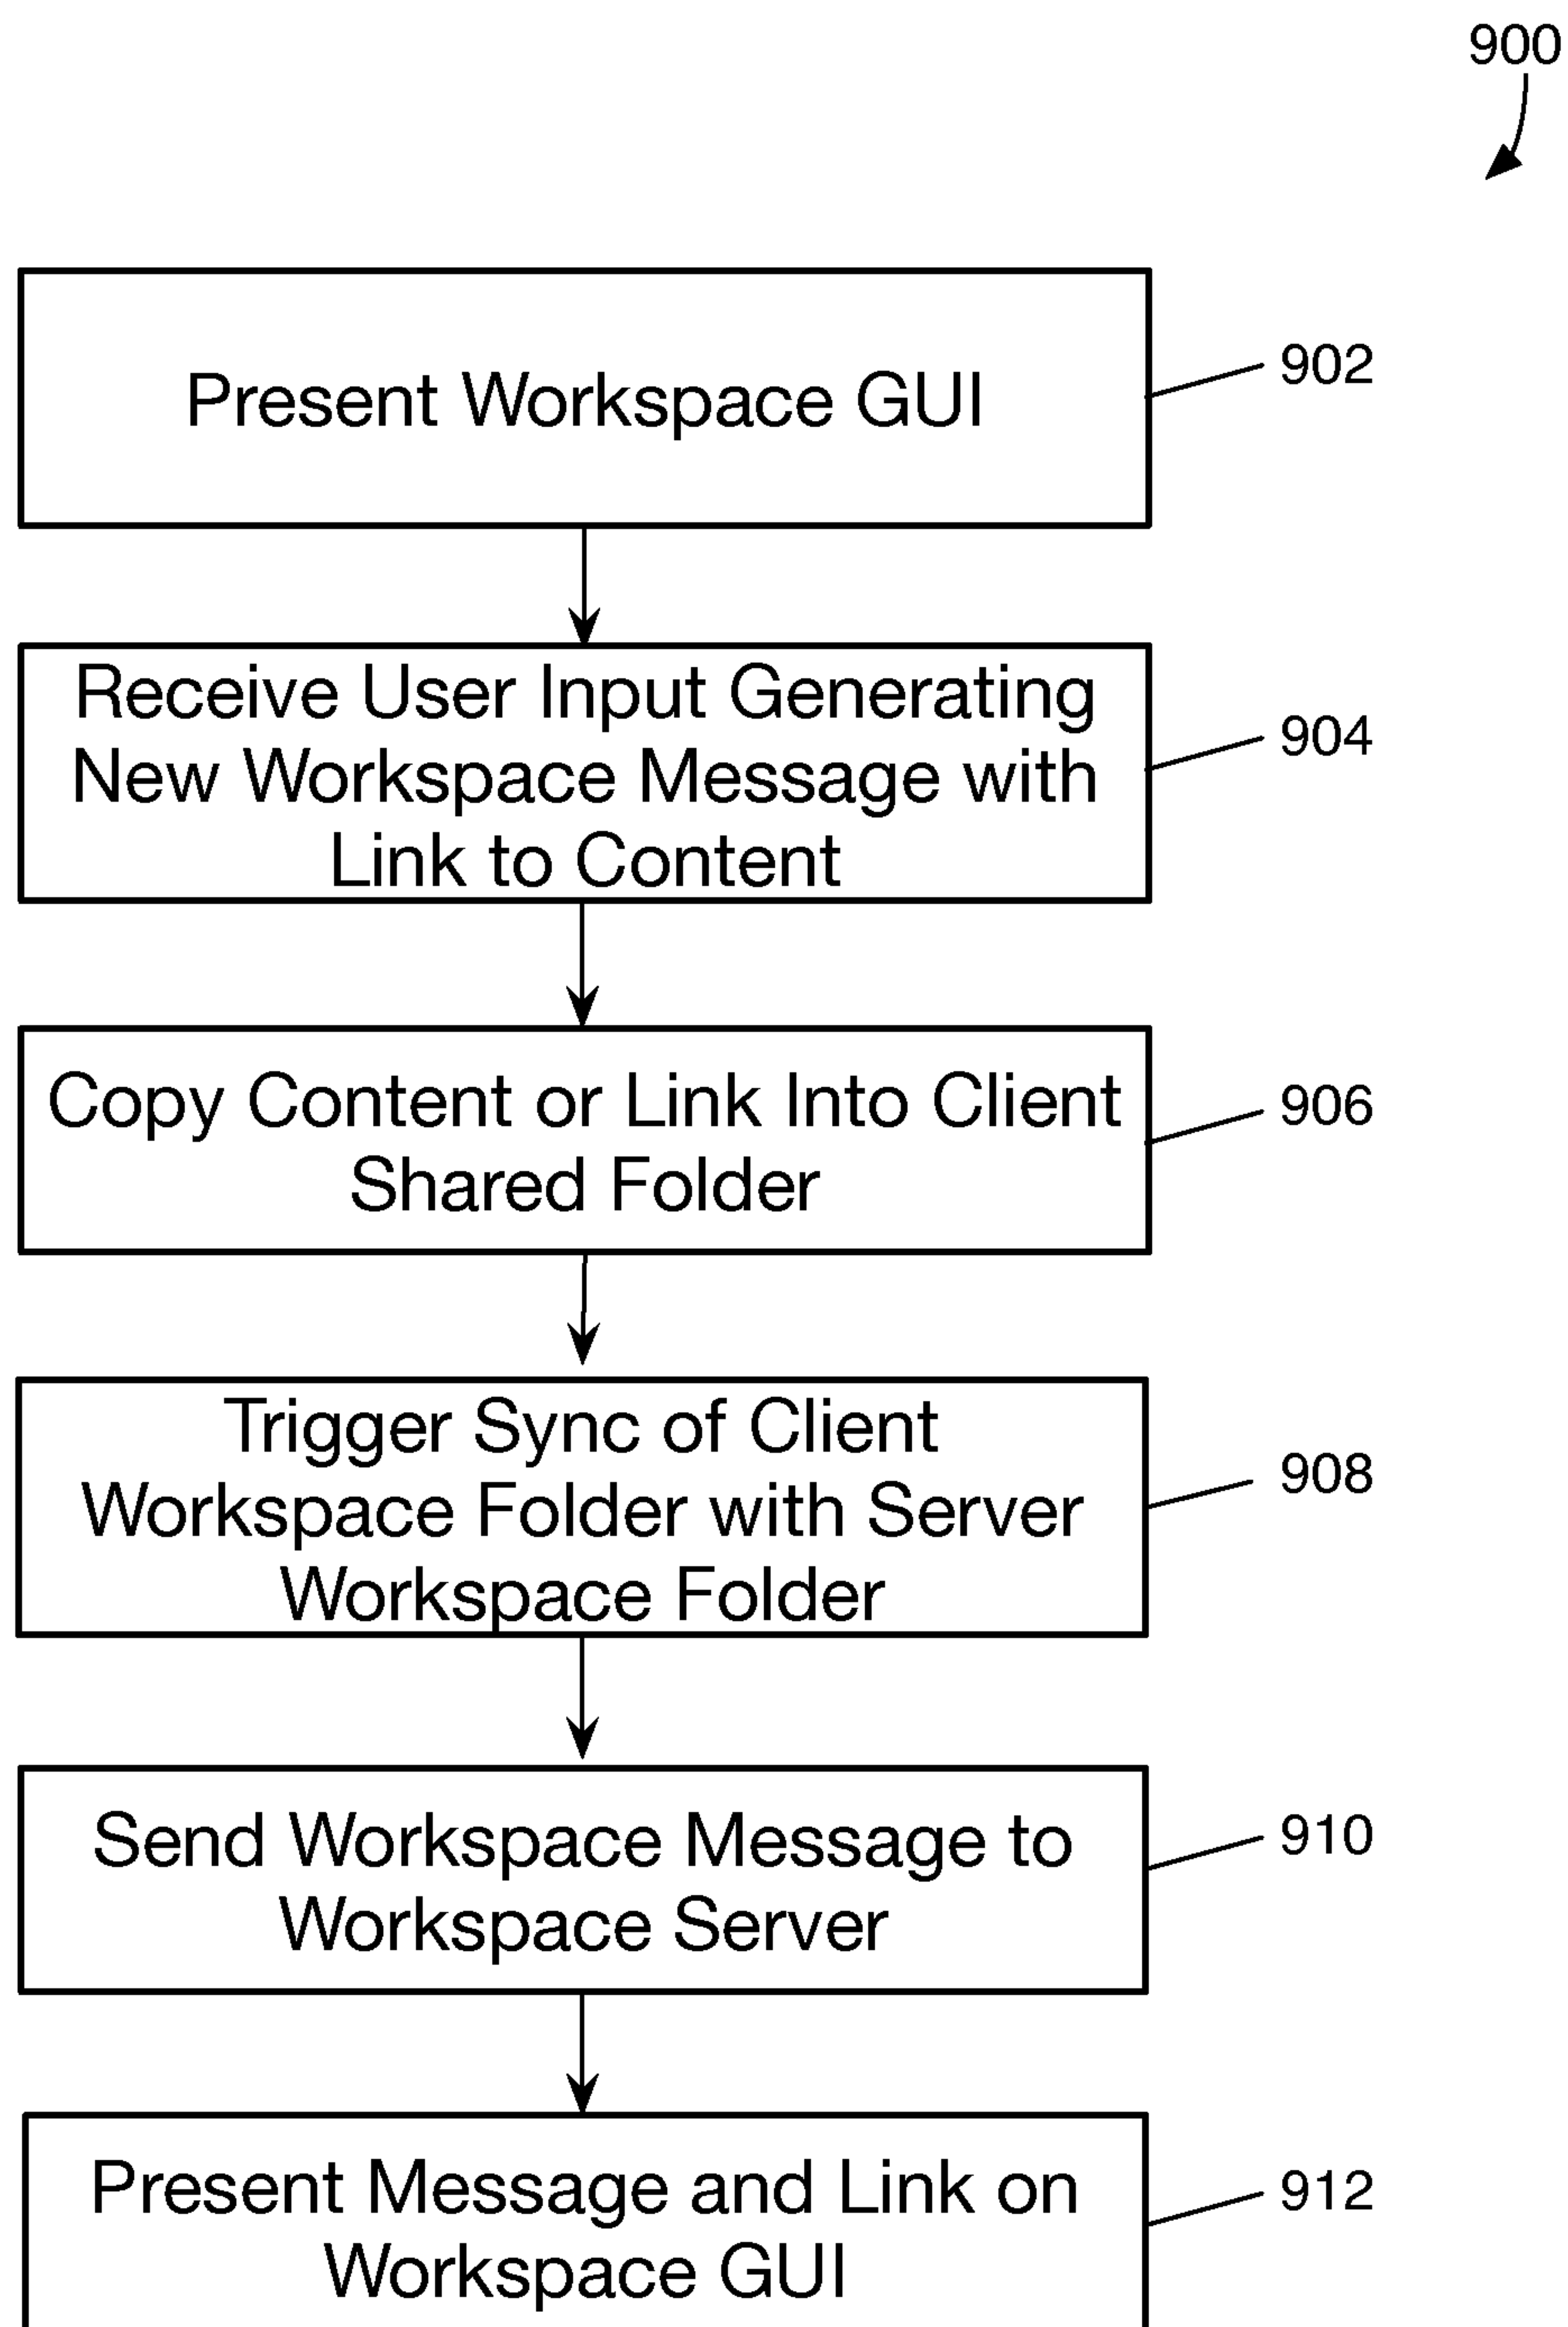 900
Present Workspace GUI
902
Receive User Input Generating
New Workspace Message with
Link to Content
904
Copy Content or Link Into Client
Shared Folder
906
Trigger Sync of Client
Workspace Folder with Server
Workspace Folder
908
Send Workspace Message to
Workspace Server
910
Present Message and Link on
Workspace GUI
912